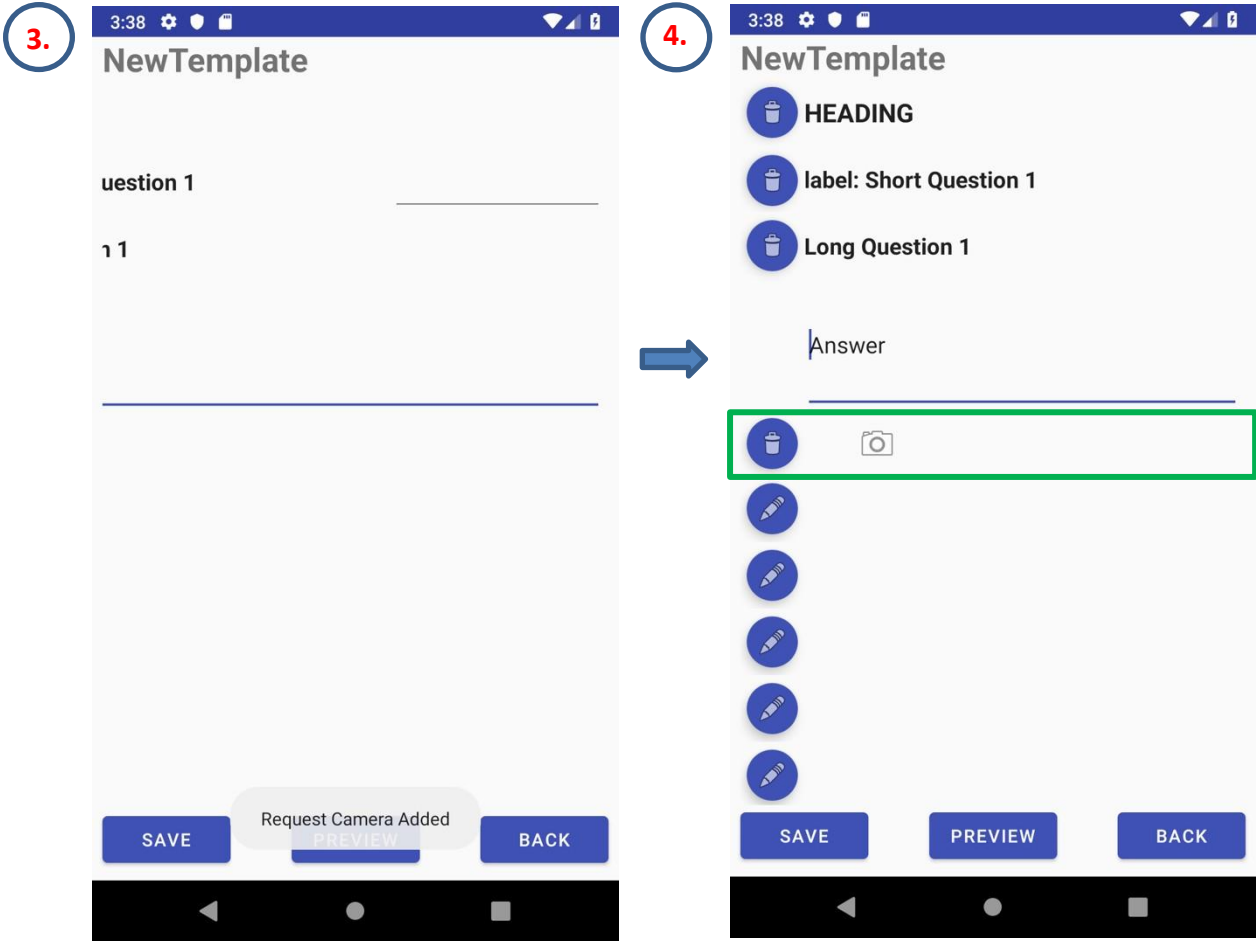 3.
3:38
NewTemplate
uestion 1
1
Request Camera Added
SAVE
PREVIEW
BACK
4.
3:38
NewTemplate
HEADING
label: Short Question 1
Long Question 1
Answer
SAVE
PREVIEW
BACK